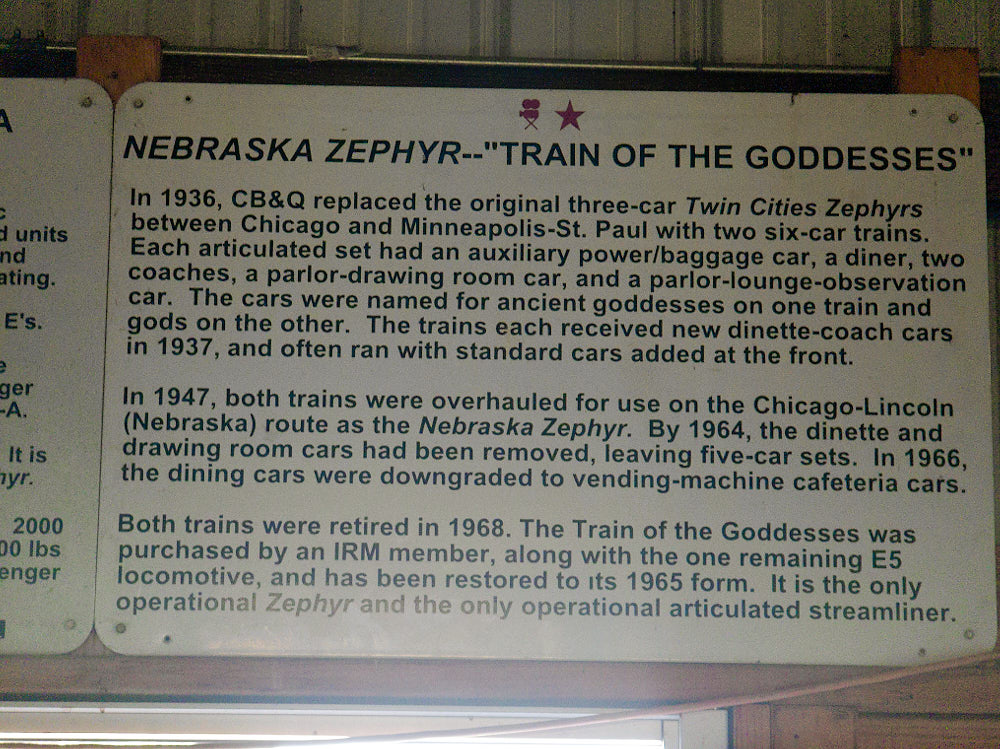 A
c
d units
nd
ating.
E's.
e
ger
-A.
It is
hyr.
2000
00 lbs
enger
NEBRASKA ZEPHYR--"TRAIN OF THE GODDESSES"
In 1936, CB&Q replaced the original three-car Twin Cities Zephyrs
between Chicago and Minneapolis-St. Paul with two six-car trains.
Each articulated set had an auxiliary power/baggage car, a diner, two
coaches, a parlor-drawing room car, and a parlor-lounge-observation
car. The cars were named for ancient goddesses on one train and
gods on the other. The trains each received new dinette-coach cars
in 1937, and often ran with standard cars added at the front.
In 1947, both trains were overhauled for use on the Chicago-Lincoln
(Nebraska) route as the Nebraska Zephyr. By 1964, the dinette and
drawing room cars had been removed, leaving five-car sets. In 1966,
the dining cars were downgraded to vending-machine cafeteria cars.
Both trains were retired in 1968. The Train of the Goddesses was
purchased by an IRM member, along with the one remaining E5
locomotive, and has been restored to its 1965 form. It is the only
operational Zephyr and the only operational articulated streamliner.